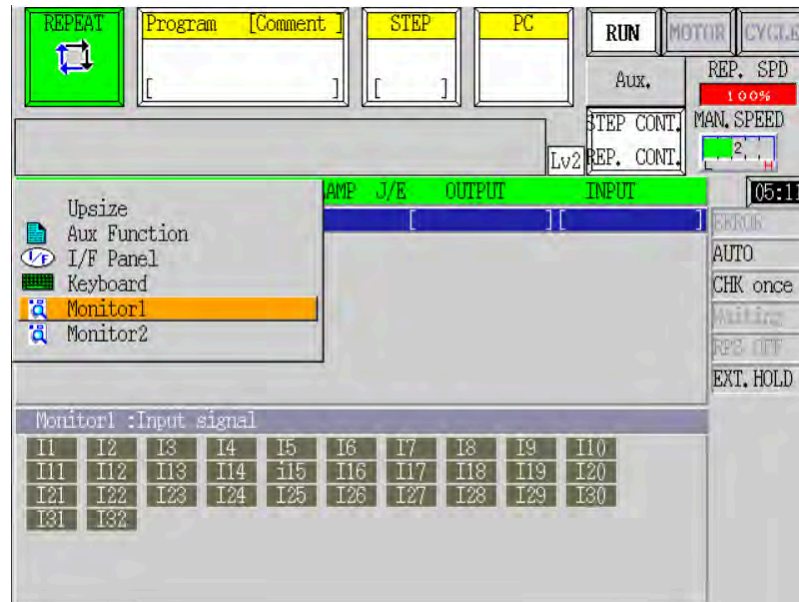 REPEAT
Program [Comment ]
[ ]
STEP
[ ]
PC
RUN
MOTOR
CYCLE
Aux.
REP. SPD
100%
STEP CONT.
REP. CONT.
MAN. SPEED
2
L H
Lv2
AMP J/E OUTPUT INPUT
[ ][ ]
05:11
Upsize
Aux Function
I/F I/F Panel
Keyboard
Monitor1
Monitor2
ERROR
AUTO
CHK once
Waiting
RPS OFF
EXT. HOLD
Monitor1 :Input signal
I1 I2 I3 I4 I5 I6 I7 I8 I9 I10
I11 I12 I13 I14 i15 I16 I17 I18 I19 I20
I21 I22 I23 I24 I25 I26 I27 I28 I29 I30
I31 I32